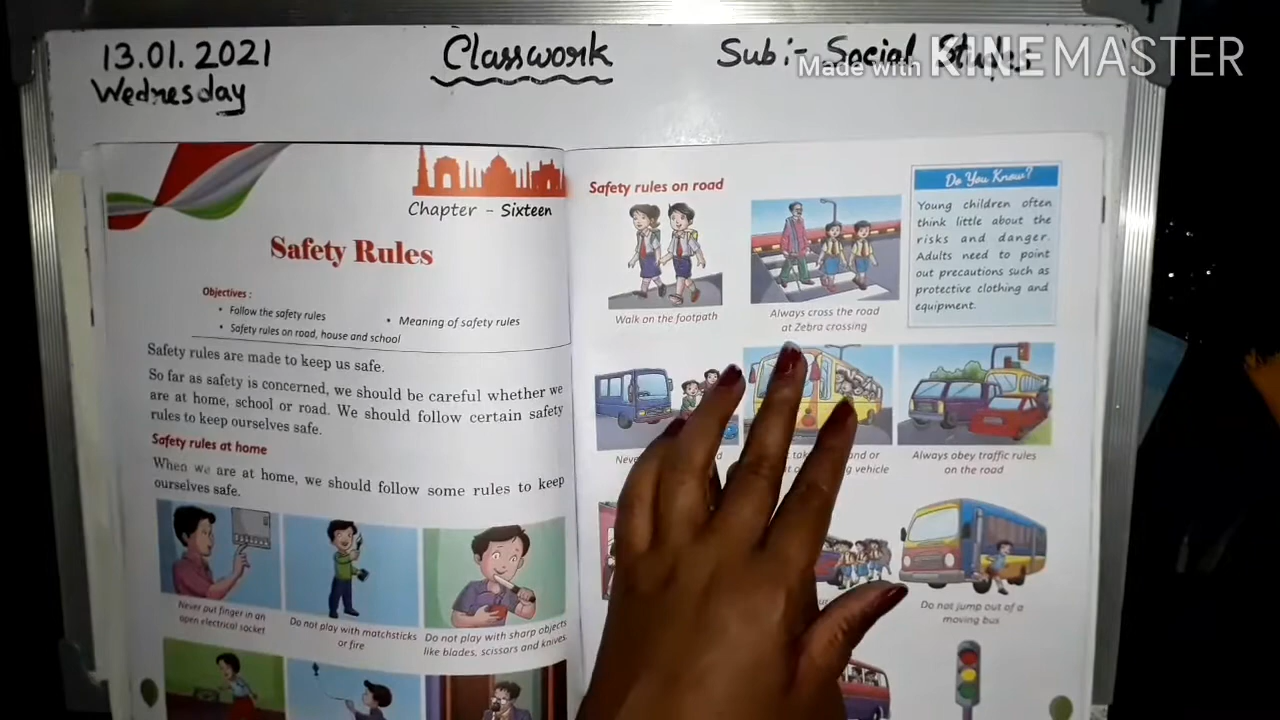 13.01.2021
Wednesday
Classwork
Sub:- Social
Made with KINEMASTER
Chapter - Sixteen
Safety Rules
Objectives :
• Follow the safety rules
• Meaning of safety rules
• Safety rules on road, house and school
Safety rules are made to keep us safe.
So far as safety is concerned, we should be careful whether we
are at home, school or road. We should follow certain safety
rules to keep ourselves safe.
Safety rules at home
When we are at home, we should follow some rules to keep
ourselves safe.
Never put finger in an
open electrical socket
Do not play with matchsticks
or fire
Do not play with sharp objects
like blades, scissors and knives.
Safety rules on road
Walk on the footpath
Always cross the road
at Zebra crossing
Do You Know?
Young children often
think little about the
risks and danger.
Adults need to point
out precautions such as
protective clothing and
equipment.
or
vehicle
Always obey traffic rules
on the road
Do not jump out of a
moving bus